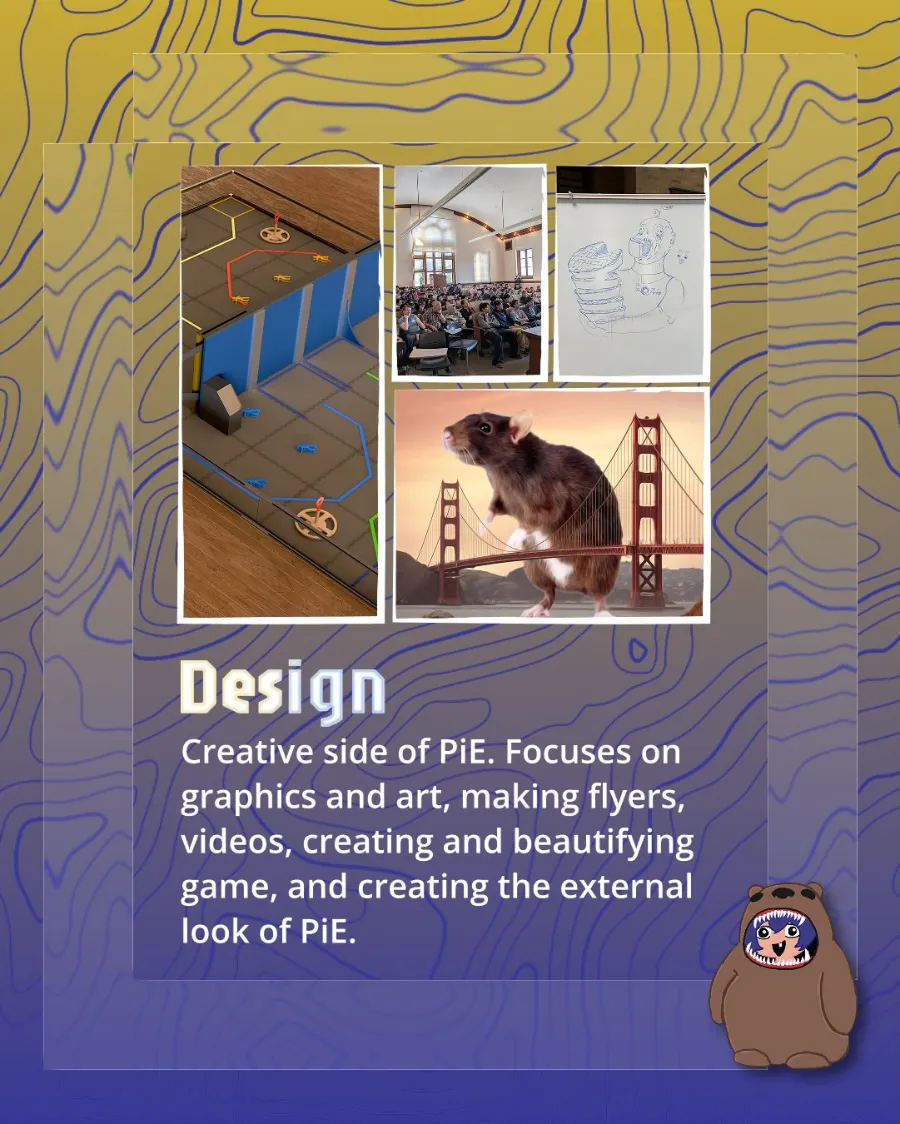 Design
Creative side of PiE. Focuses on
graphics and art, making flyers,
videos, creating and beautifying
game, and creating the external
look of PiE.